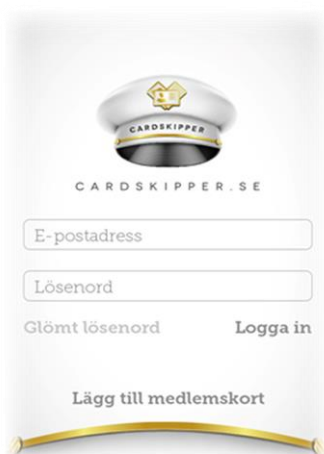 CARDSKIPPER
CARDSKIPPER.SE
E-postadress
Lösenord
Glömt lösenord Logga in
Lägg till medlemskort